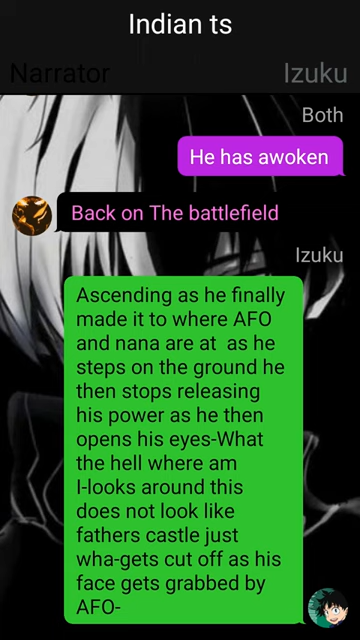 Indian ts
Narrator
Izuku
Both
He has awoken
Back on The battlefield
Izuku
Ascending as he finally
made it to where AFO
and nana are at  as he
steps on the ground he
then stops releasing
his power as he then
opens his eyes-What
the hell where am
I-looks around this
does not look like
fathers castle just
wha-gets cut off as his
face gets grabbed by
AFO-